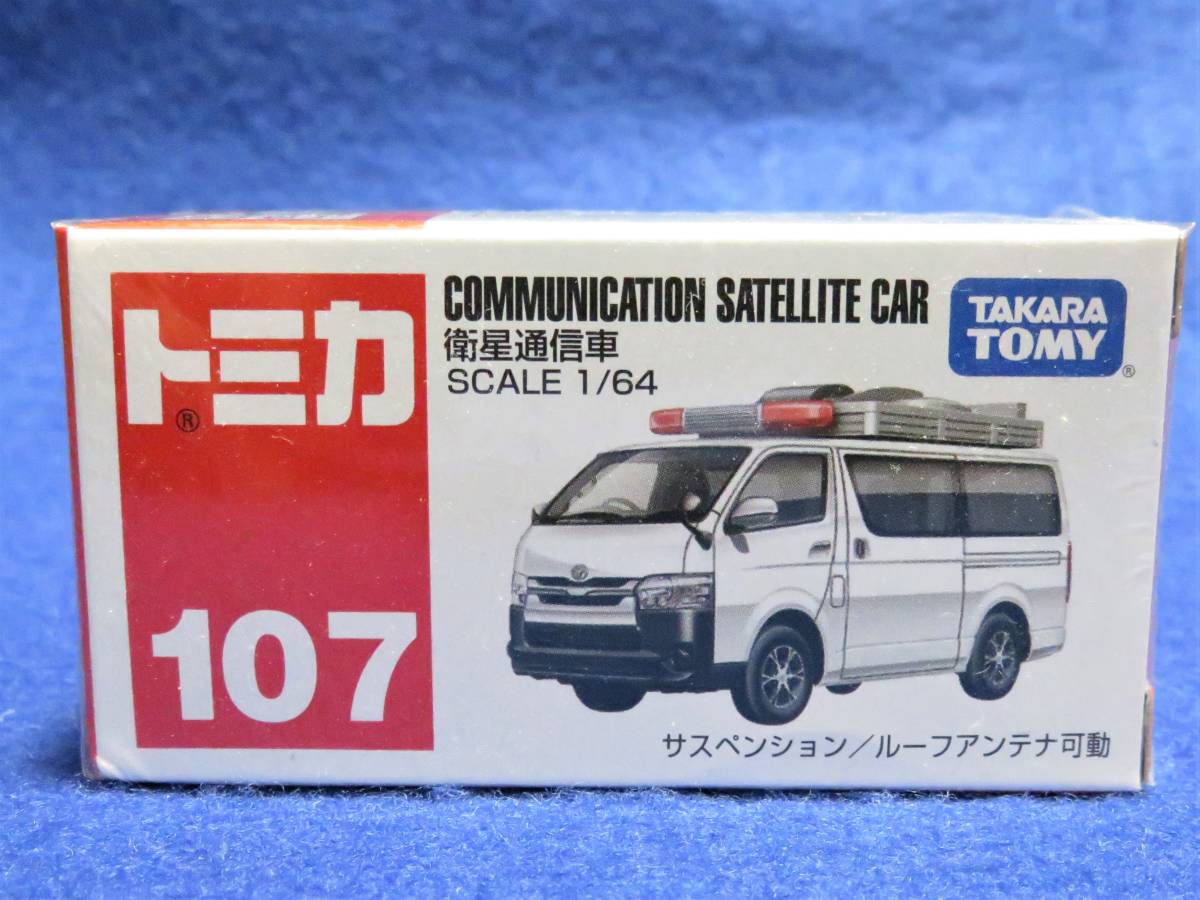 トミカ
®
107
COMMUNICATION SATELLITE CAR
衛星通信車
SCALE 1/64
TAKARA
TOMY
®
サスペンション/ルーフアンテナ可動